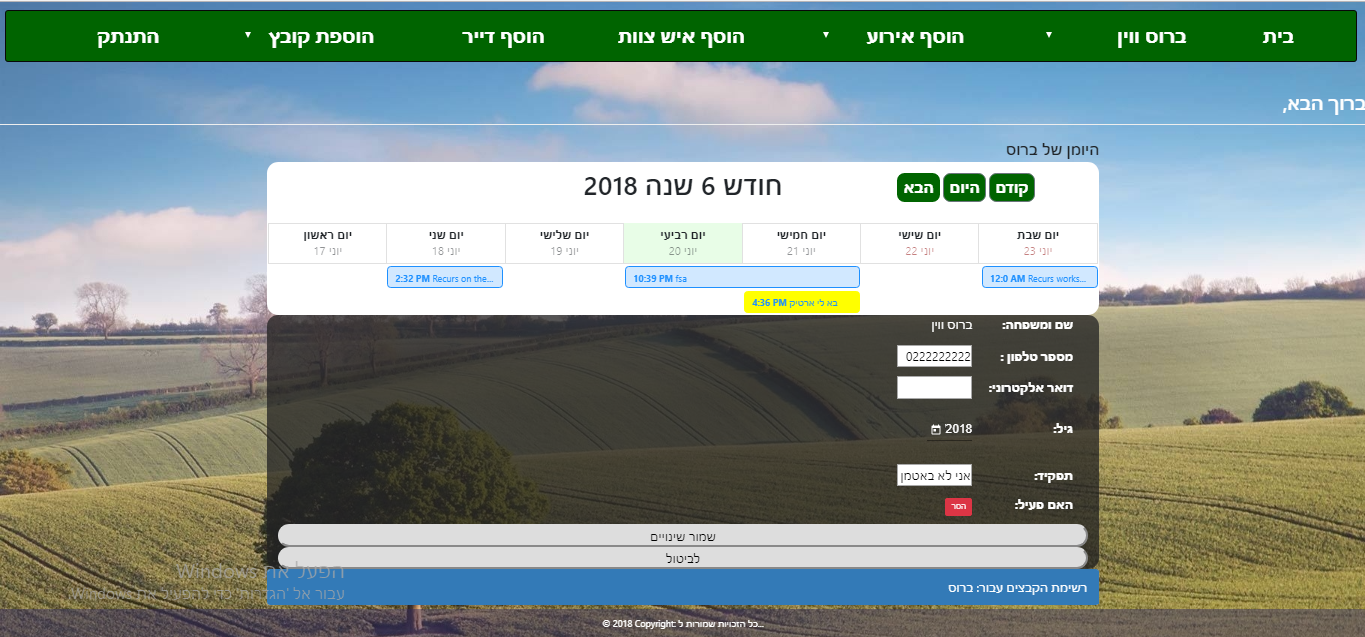 בית ברוס ווין ▼ הוסף אירוע ▼ הוסף איש צוות הוסף דייר הוספת קובץ ▼ התנתק
ברוך הבא,
היומן של ברוס
קודם היום הבא חודש 6 שנה 2018
יום ראשון יום שני יום שלישי יום רביעי יום חמישי יום שישי יום שבת
יוני 17 יוני 18 יוני 19 יוני 20 יוני 21 יוני 22 יוני 23
2:32 PM Recurs on the... 10:39 PM fsa 12:0 AM Recurs works...
4:36 PM בא לי ארטיק
שם ומשפחה: ברוס ווין
מספר טלפון : 0222222222
דואר אלקטרוני:
גיל: 2018
תפקיד: אני לא באטמן
האם פעיל: המר
שמור שינויים
לביטול
הפעל את Windows
רשימת הקבצים עבור: ברוס
עבור אל 'הגדרות' כדי להפעיל את Windows.
© 2018 Copyright: כל הזכויות שמורות ל...